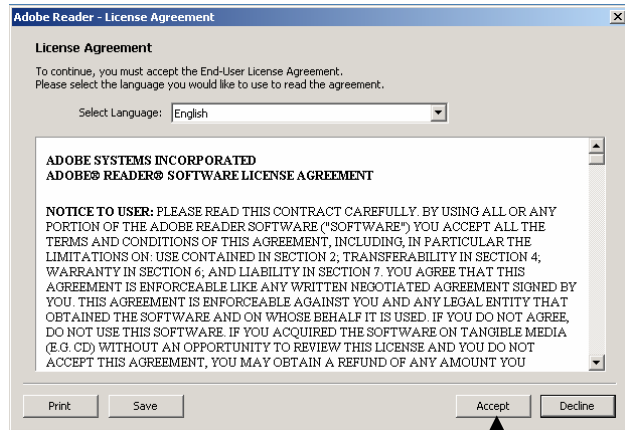 Adobe Reader - License Agreement
License Agreement
To continue, you must accept the End-User License Agreement.
Please select the language you would like to use to read the agreement.
Select Language: English
ADOBE SYSTEMS INCORPORATED
ADOBE® READER® SOFTWARE LICENSE AGREEMENT
NOTICE TO USER: PLEASE READ THIS CONTRACT CAREFULLY. BY USING ALL OR ANY
PORTION OF THE ADOBE READER SOFTWARE ("SOFTWARE") YOU ACCEPT ALL THE
TERMS AND CONDITIONS OF THIS AGREEMENT, INCLUDING, IN PARTICULAR THE
LIMITATIONS ON: USE CONTAINED IN SECTION 2; TRANSFERABILITY IN SECTION 4;
WARRANTY IN SECTION 6; AND LIABILITY IN SECTION 7. YOU AGREE THAT THIS
AGREEMENT IS ENFORCEABLE LIKE ANY WRITTEN NEGOTIATED AGREEMENT SIGNED BY
YOU. THIS AGREEMENT IS ENFORCEABLE AGAINST YOU AND ANY LEGAL ENTITY THAT
OBTAINED THE SOFTWARE AND ON WHOSE BEHALF IT IS USED. IF YOU DO NOT AGREE,
DO NOT USE THIS SOFTWARE. IF YOU ACQUIRED THE SOFTWARE ON TANGIBLE MEDIA
(E.G. CD) WITHOUT AN OPPORTUNITY TO REVIEW THIS LICENSE AND YOU DO NOT
ACCEPT THIS AGREEMENT, YOU MAY OBTAIN A REFUND OF ANY AMOUNT YOU
Print Save Accept Decline